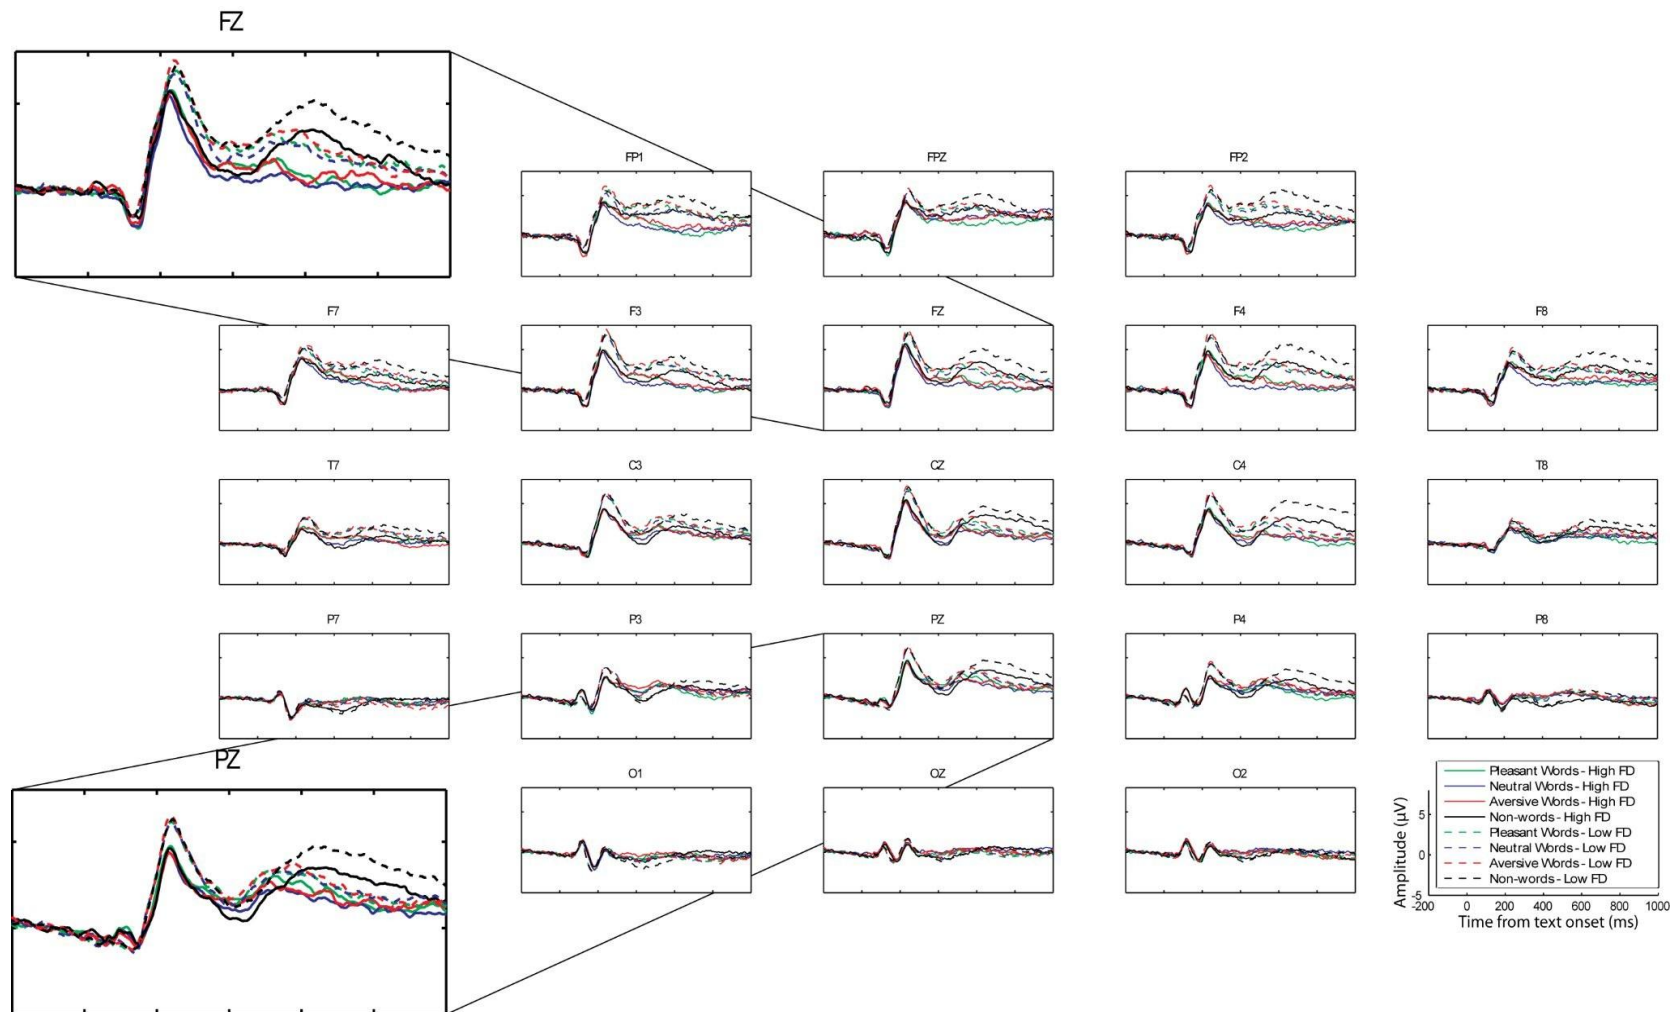 FZ
FP1 FPZ FP2
F7 F3 FZ F4 F8
T7 C3 CZ C4 T8
P7 P3 PZ P4 P8
PZ
O1 OZ O2
Pleasant Words - High FD
Neutral Words - High FD
Aversive Words - High FD
Non-words - High FD
Pleasant Words - Low FD
Neutral Words - Low FD
Aversive Words - Low FD
Non-words - Low FD
Amplitude (µV)
5
0
-5
-200 0 200 400 600 800 1000
Time from text onset (ms)